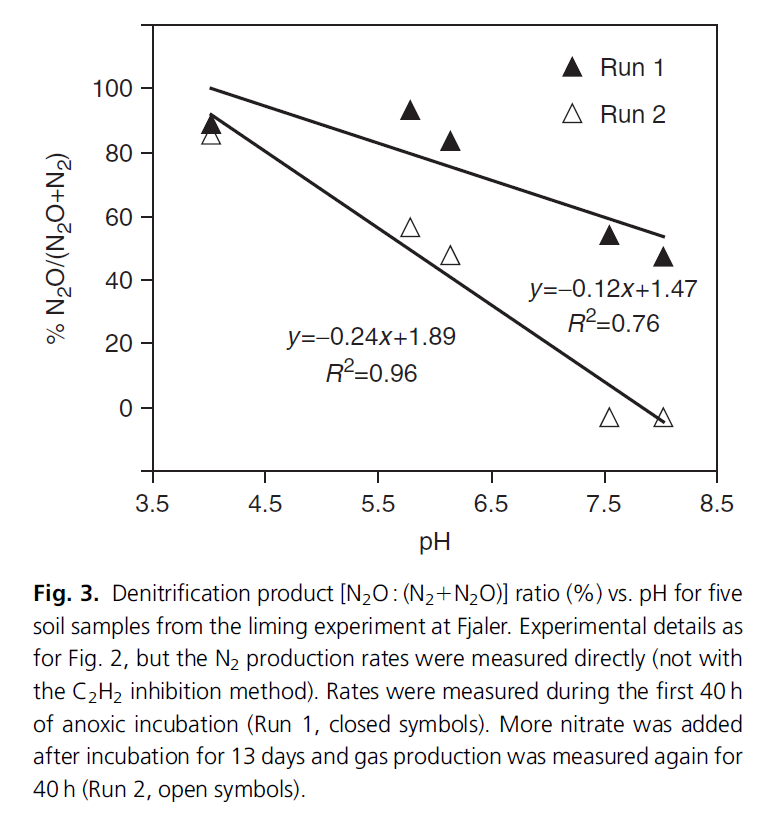 Run 1
Run 2
100
80
60
40
20
0
% N₂O/(N₂O+N₂)
y=–0.12x+1.47
R²=0.76
y=–0.24x+1.89
R²=0.96
3.5 4.5 5.5 6.5 7.5 8.5
pH
Fig. 3. Denitrification product [N₂O : (N₂+N₂O)] ratio (%) vs. pH for five
soil samples from the liming experiment at Fjaler. Experimental details as
for Fig. 2, but the N₂ production rates were measured directly (not with
the C₂H₂ inhibition method). Rates were measured during the first 40 h
of anoxic incubation (Run 1, closed symbols). More nitrate was added
after incubation for 13 days and gas production was measured again for
40 h (Run 2, open symbols).